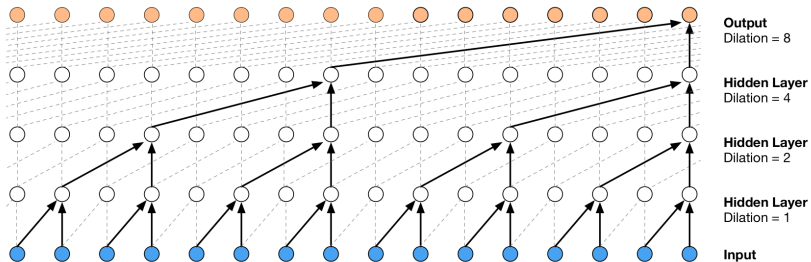 Output
Dilation = 8
Hidden Layer
Dilation = 4
Hidden Layer
Dilation = 2
Hidden Layer
Dilation = 1
Input